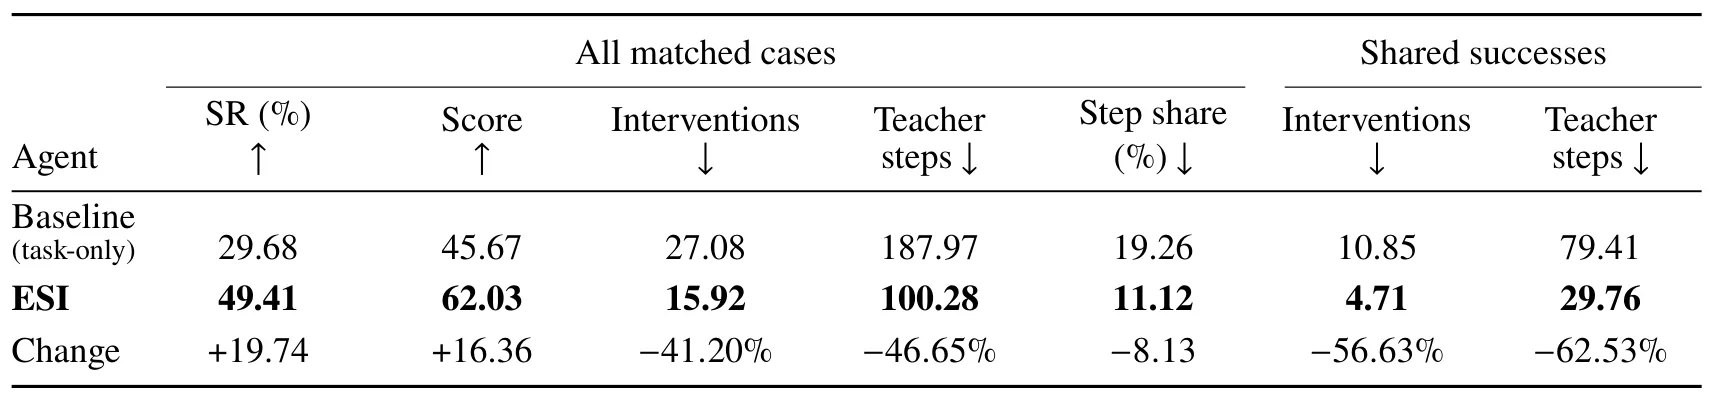 All matched cases Shared successes
SR (%) Score Interventions Teacher Step share Interventions Teacher
Agent ↑ ↑ ↓ steps ↓ (%) ↓ ↓ steps ↓
Baseline
(task-only) 29.68 45.67 27.08 187.97 19.26 10.85 79.41
ESI 49.41 62.03 15.92 100.28 11.12 4.71 29.76
Change +19.74 +16.36 −41.20% −46.65% −8.13 −56.63% −62.53%